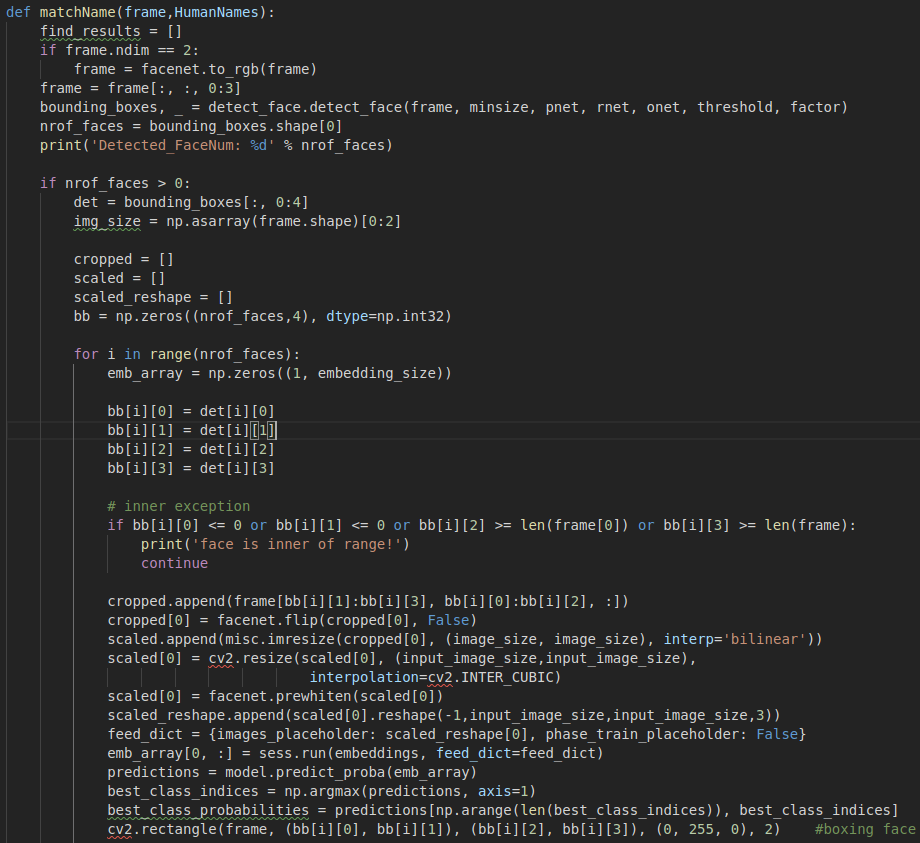 def matchName(frame,HumanNames):
    find_results = []
    if frame.ndim == 2:
        frame = facenet.to_rgb(frame)
    frame = frame[:, :, 0:3]
    bounding_boxes, _ = detect_face.detect_face(frame, minsize, pnet, rnet, onet, threshold, factor)
    nrof_faces = bounding_boxes.shape[0]
    print('Detected_FaceNum: %d' % nrof_faces)

    if nrof_faces > 0:
        det = bounding_boxes[:, 0:4]
        img_size = np.asarray(frame.shape)[0:2]

        cropped = []
        scaled = []
        scaled_reshape = []
        bb = np.zeros((nrof_faces,4), dtype=np.int32)

        for i in range(nrof_faces):
            emb_array = np.zeros((1, embedding_size))

            bb[i][0] = det[i][0]
            bb[i][1] = det[i][1]
            bb[i][2] = det[i][2]
            bb[i][3] = det[i][3]

            # inner exception
            if bb[i][0] <= 0 or bb[i][1] <= 0 or bb[i][2] >= len(frame[0]) or bb[i][3] >= len(frame):
                print('face is inner of range!')
                continue

            cropped.append(frame[bb[i][1]:bb[i][3], bb[i][0]:bb[i][2], :])
            cropped[0] = facenet.flip(cropped[0], False)
            scaled.append(misc.imresize(cropped[0], (image_size, image_size), interp='bilinear'))
            scaled[0] = cv2.resize(scaled[0], (input_image_size,input_image_size),
                                    interpolation=cv2.INTER_CUBIC)
            scaled[0] = facenet.prewhiten(scaled[0])
            scaled_reshape.append(scaled[0].reshape(-1,input_image_size,input_image_size,3))
            feed_dict = {images_placeholder: scaled_reshape[0], phase_train_placeholder: False}
            emb_array[0, :] = sess.run(embeddings, feed_dict=feed_dict)
            predictions = model.predict_proba(emb_array)
            best_class_indices = np.argmax(predictions, axis=1)
            best_class_probabilities = predictions[np.arange(len(best_class_indices)), best_class_indices]
            cv2.rectangle(frame, (bb[i][0], bb[i][1]), (bb[i][2], bb[i][3]), (0, 255, 0), 2)    #boxing face